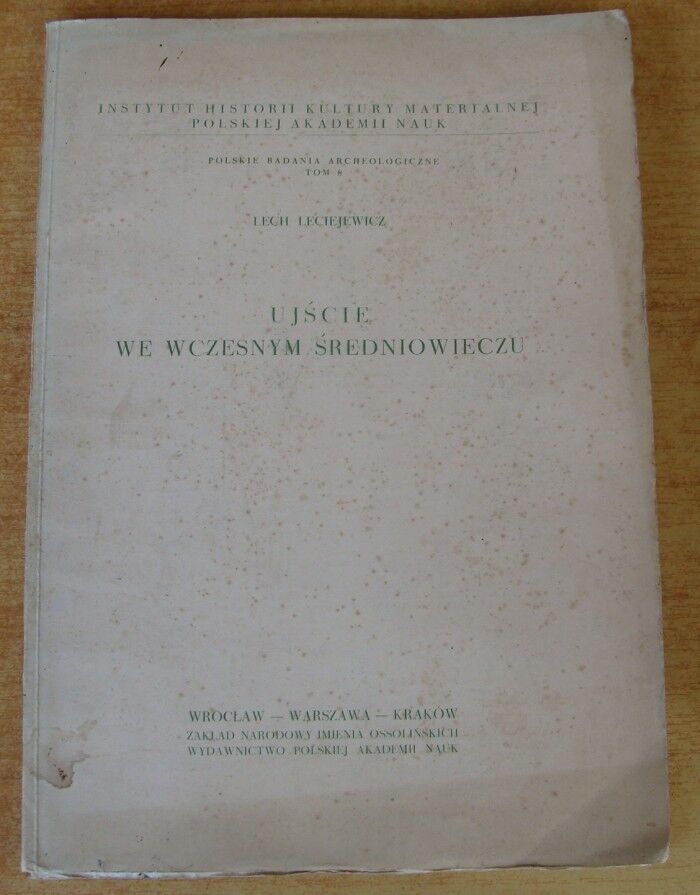 INSTYTUT HISTORII KULTURY MATERIALNEJ
POLSKIEJ AKADEMII NAUK
POLSKIE BADANIA ARCHEOLOGICZNE
TOM 8
LECH LECIEJEWICZ
UJŚCIE
WE WCZESNYM ŚREDNIOWIECZU
WROCŁAW — WARSZAWA — KRAKÓW
ZAKŁAD NARODOWY IMIENIA OSSOLIŃSKICH
WYDAWNICTWO POLSKIEJ AKADEMII NAUK